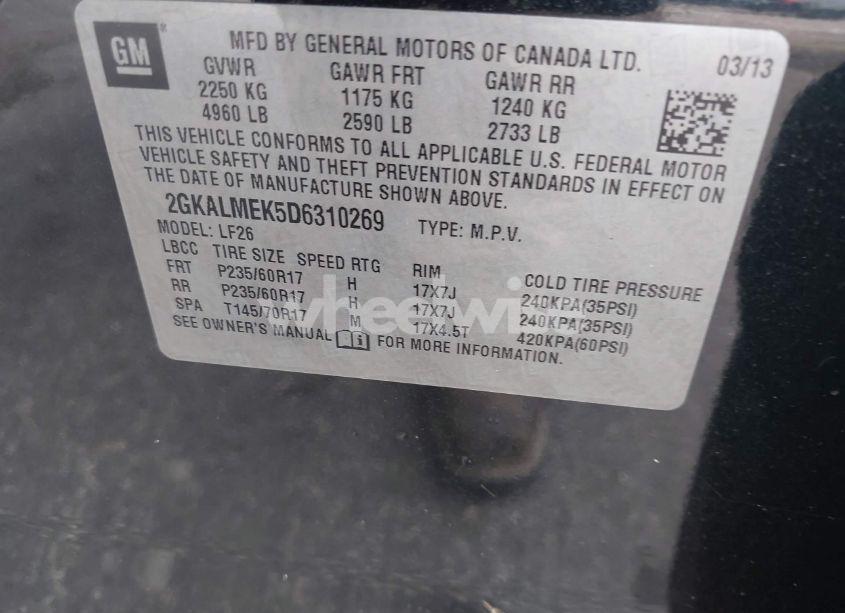 GM MFD BY GENERAL MOTORS OF CANADA LTD. 03/13
GVWR GAWR FRT GAWR RR
2250 KG 1175 KG 1240 KG
4960 LB 2590 LB 2733 LB
THIS VEHICLE CONFORMS TO ALL APPLICABLE U.S. FEDERAL MOTOR
VEHICLE SAFETY AND THEFT PREVENTION STANDARDS IN EFFECT ON
THE DATE OF MANUFACTURE SHOWN ABOVE.
2GKALMEK5D6310269 TYPE: M.P.V.
MODEL: LF26
LBCC TIRE SIZE SPEED RTG RIM COLD TIRE PRESSURE
FRT P235/60R17 H 17X7J 240KPA(35PSI)
RR P235/60R17 H 17X7J 240KPA(35PSI)
SPA T145/70R17 M 17X4.5T 420KPA(60PSI)
SEE OWNER'S MANUAL FOR MORE INFORMATION.